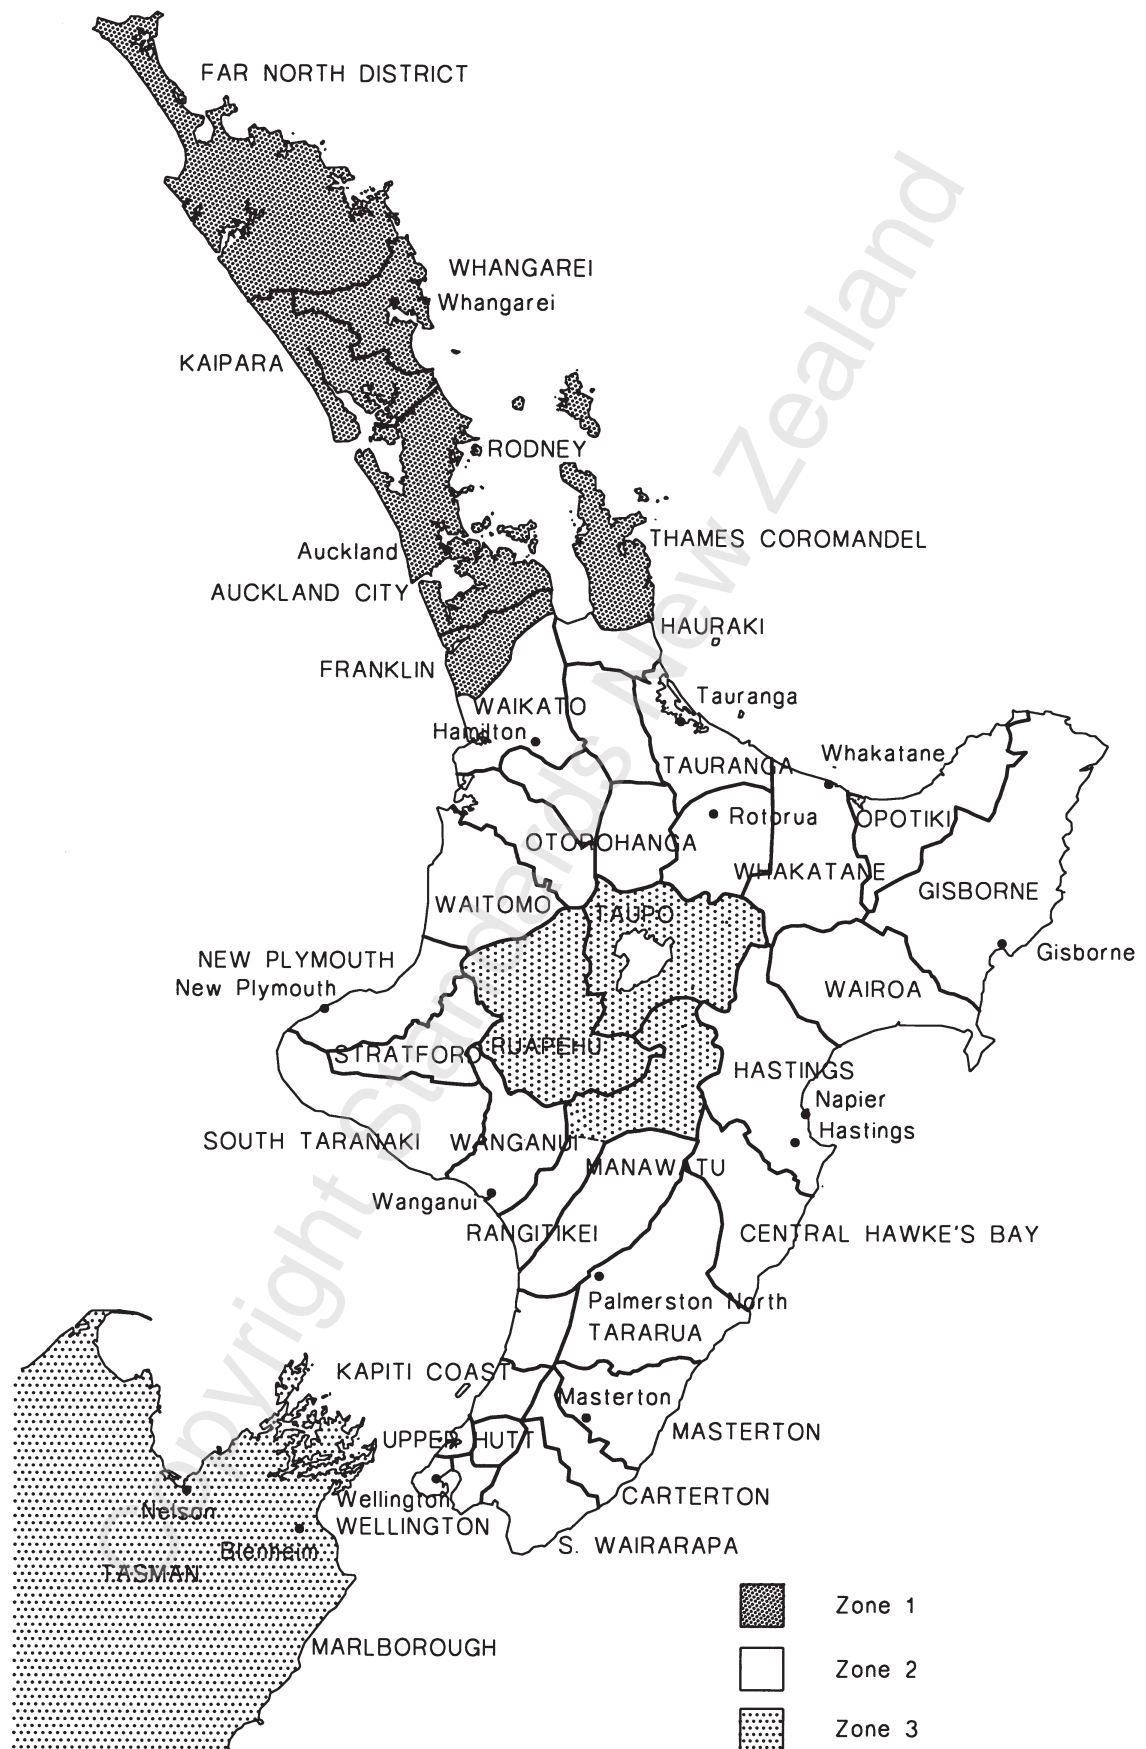 FAR NORTH DISTRICT
WHANGAREI
Whangarei
KAIPARA
RODNEY
THAMES COROMANDEL
Auckland
AUCKLAND CITY
HAURAKI
FRANKLIN
Tauranga
WAIKATO
Hamilton
Whakatane
TAURANGA
Rotorua
OPOTIKI
OTOROHANGA
WHAKATANE
GISBORNE
WAITOMO
TAUPO
Gisborne
NEW PLYMOUTH
New Plymouth
WAIROA
STRATFORD
RUAPEHU
HASTINGS
Napier
Hastings
SOUTH TARANAKI
WANGANUI
MANAWATU
Wanganui
RANGITIKEI
CENTRAL HAWKE'S BAY
Palmerston North
TARARUA
KAPITI COAST
Masterton
MASTERTON
UPPER HUTT
CARTERTON
Wellington
WELLINGTON
Nelson
S. WAIRARAPA
Blenheim
TASMAN
MARLBOROUGH
Zone 1
Zone 2
Zone 3
Copyright Standards New Zealand